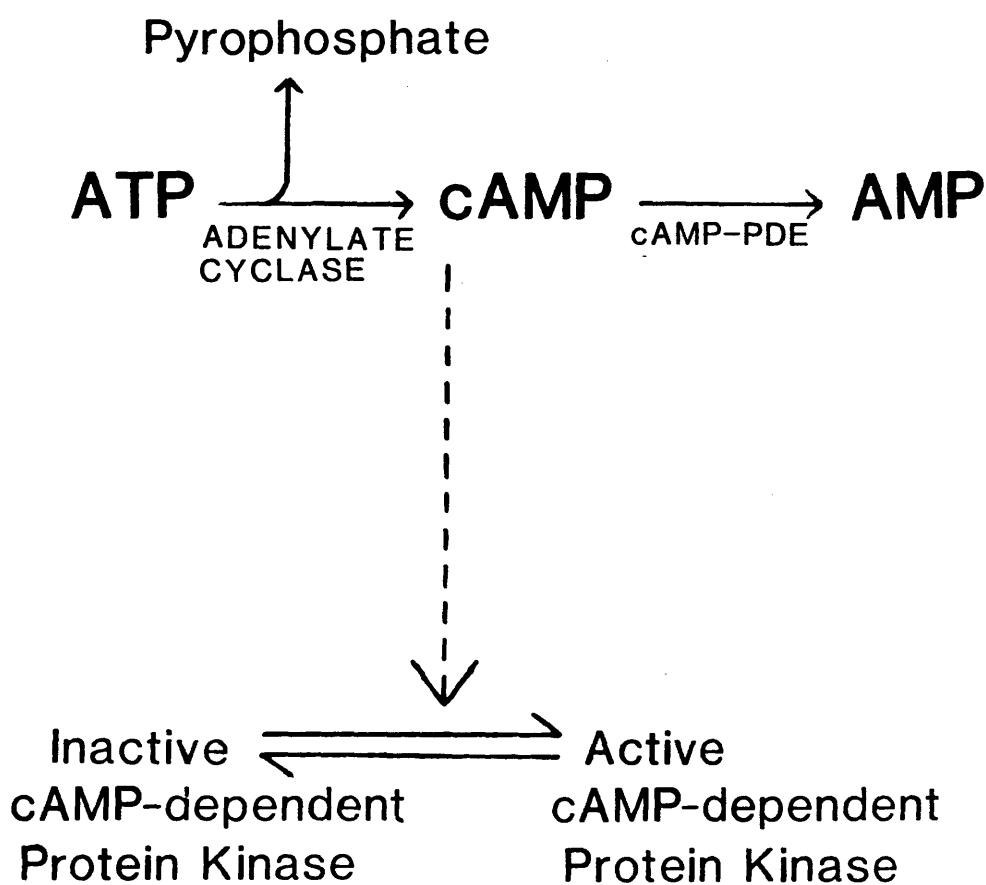 Pyrophosphate
ATP cAMP AMP
ADENYLATE
CYCLASE
cAMP-PDE
Inactive
cAMP-dependent
Protein Kinase
Active
cAMP-dependent
Protein Kinase